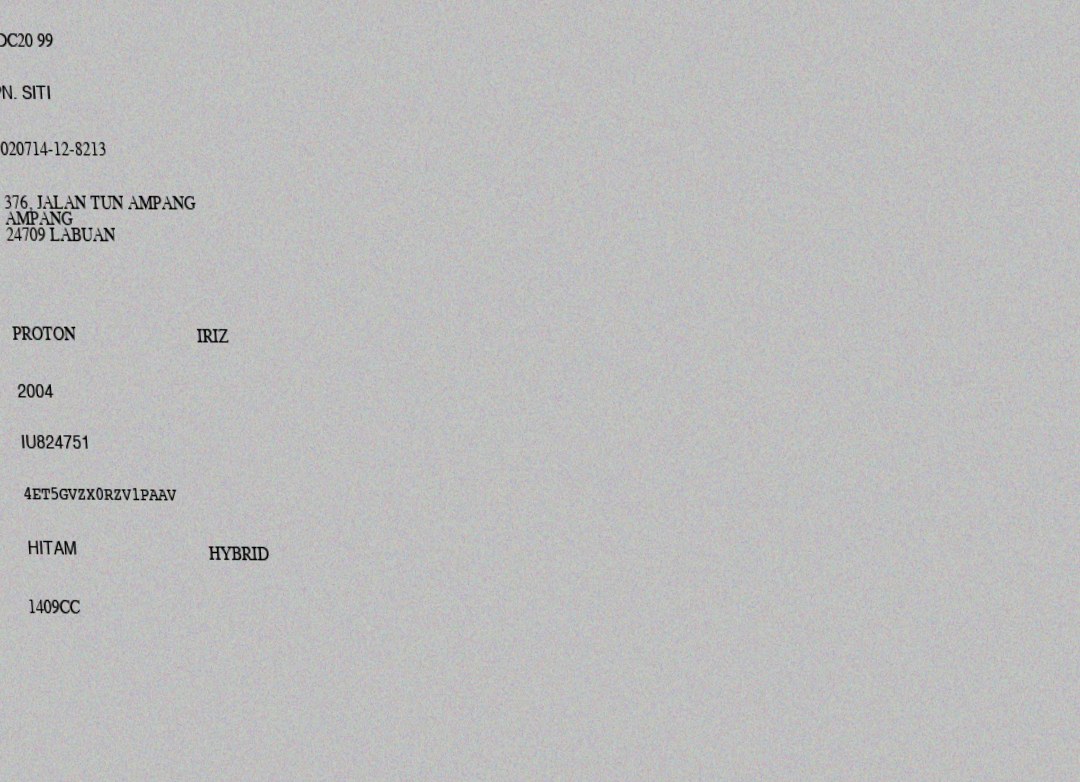 DC20 99
PN. SITI
020714-12-8213
376, JALAN TUN AMPANG
AMPANG
24709 LABUAN
PROTON IRIZ
2004
IU824751
4ET5GVZX0RZV1PAAV
HITAM HYBRID
1409CC